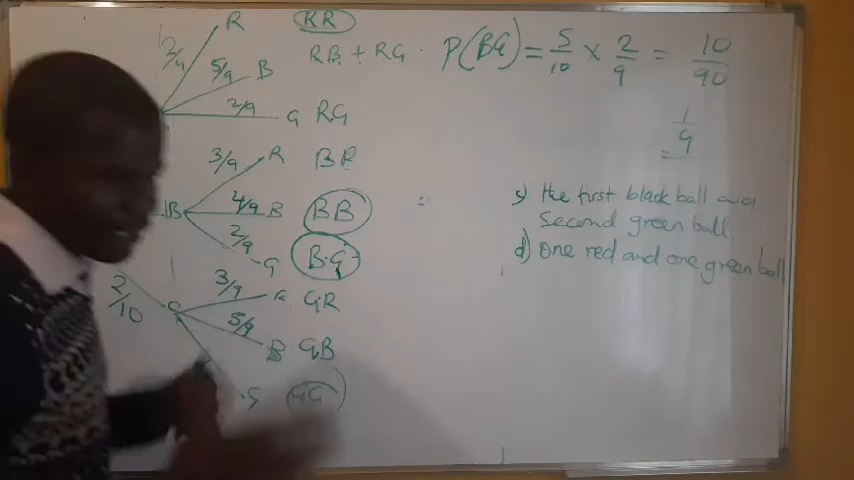 2/9 R RR
5/9 B RB + RG
2/9 G RG
3/9 R BR
B 4/9 B BB
2/9 G BG
2/10 G 3/9 R GR
5/9 B GB
G GG
P(BG) = 5/10 x 2/9 = 10/90
= 1/9
c) the first black ball and
second green ball.
d) One red and one green ball